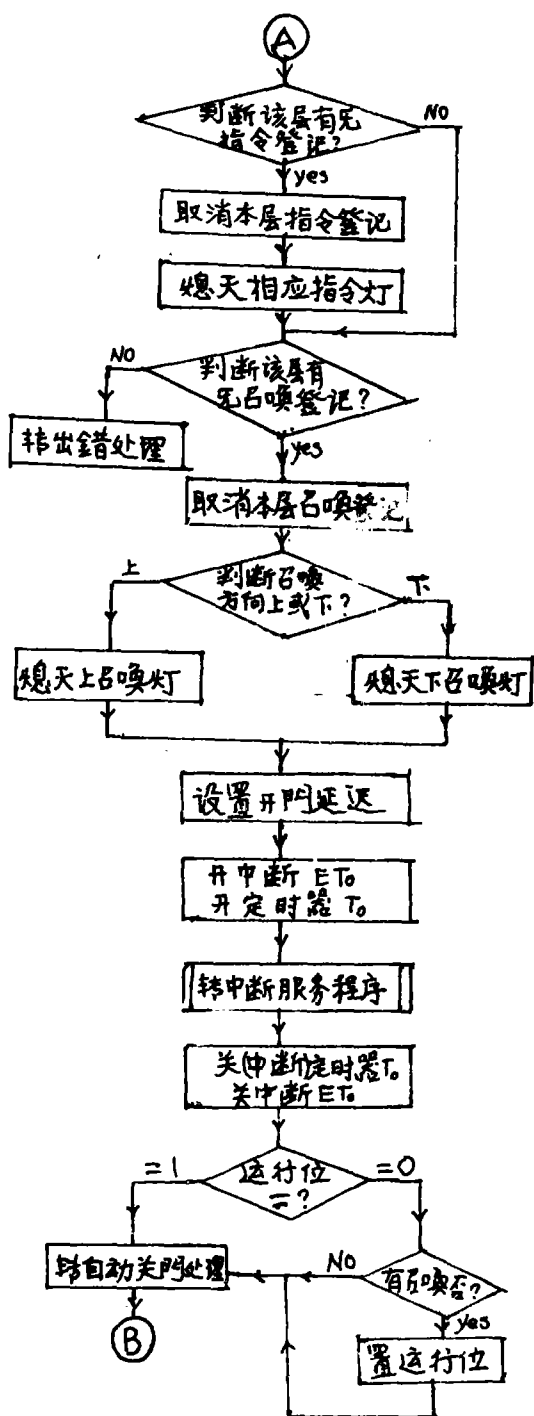 A
判断该层有无
指令登记?
NO
yes
取消本层指令登记
熄灭相应指令灯
NO
判断该层有
无召唤登记?
转出錯处理
yes
取消本层召唤登记
上
判断召唤
方向上或下?
下
熄灭上召唤灯
熄灭下召唤灯
设置开門延迟
开中断 ET₀
开定时器 T₀
转中断服务程序
关(中断)定时器T₀
关中断 ET₀
=1
运行位
=?
=0
转自动关門处理
NO
有召唤否?
yes
B
置运行位